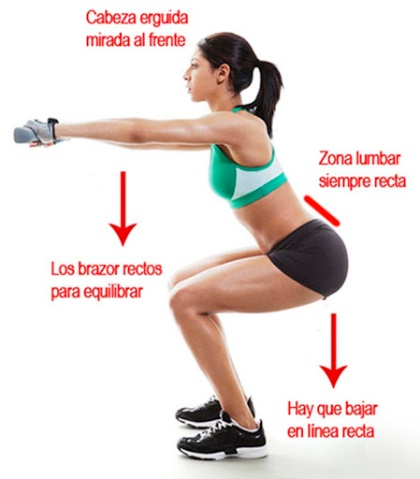 Cabeza erguida
mirada al frente
Zona lumbar
siempre recta
Los brazor rectos
para equilibrar
Hay que bajar
en línea recta